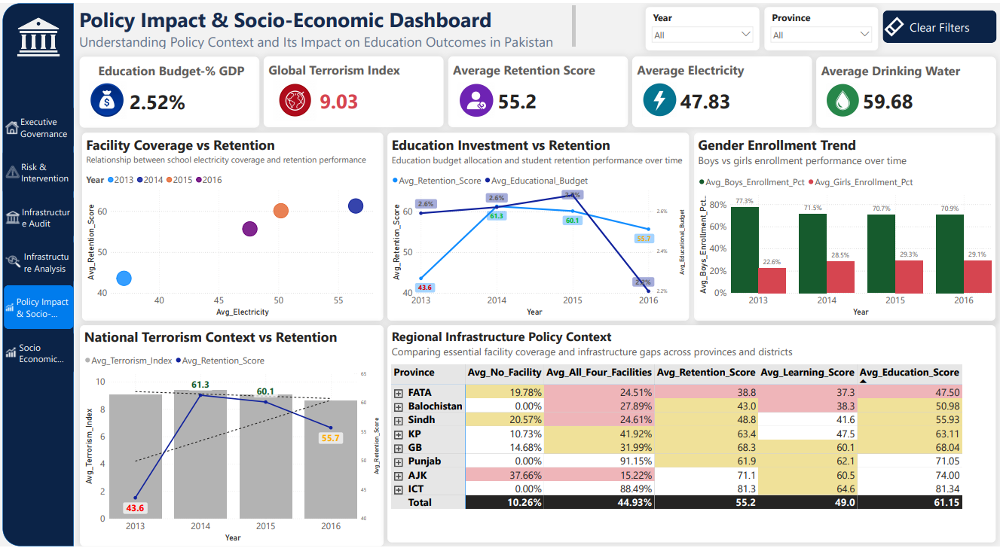 Policy Impact & Socio-Economic Dashboard
Understanding Policy Context and Its Impact on Education Outcomes in Pakistan
Year
All
Province
All
Clear Filters
Executive
Governance
Risk &
Intervention
Infrastructur
e Audit
Infrastructu
re Analysis
Policy Impact
& Socio-...
Socio
Economic...
Education Budget-% GDP
2.52%
Global Terrorism Index
9.03
Average Retention Score
55.2
Average Electricity
47.83
Average Drinking Water
59.68
Facility Coverage vs Retention
Relationship between school electricity coverage and retention performance
Year 2013 2014 2015 2016
Avg_Retention_Score
60
50
40
40 45 50 55
Avg_Electricity
Education Investment vs Retention
Education budget allocation and student retention performance over time
Avg_Retention_Score Avg_Educational_Budget
Avg_Retention_Score
60
50
40
2.6%
2.6%
61.3
60.1
55.7
43.6
2.6%
2.4%
2.2%
Avg_Educational_Budget
2013 2014 2015 2016
Year
Gender Enrollment Trend
Boys vs girls enrollment performance over time
Avg_Boys_Enrollment_Pct Avg_Girls_Enrollment_Pct
Avg_Boys_Enrollment_Pct...
80%
60%
40%
20%
0%
77.3% 71.5% 70.7% 70.9%
22.6% 28.5% 29.3% 29.1%
2013 2014 2015 2016
Year
National Terrorism Context vs Retention
Avg_Terrorism_Index Avg_Retention_Score
Avg_Terrorism_Index
10
8
6
4
2
0
43.6
61.3
60.1
55.7
65
60
55
50
45
40
Avg_Retention_Score
2013 2014 2015 2016
Year
Regional Infrastructure Policy Context
Comparing essential facility coverage and infrastructure gaps across provinces and districts
Province Avg_No_Facility Avg_All_Four_Facilities Avg_Retention_Score Avg_Learning_Score Avg_Education_Score
FATA 19.78% 24.51% 38.8 37.3 47.50
Balochistan 0.00% 27.89% 43.0 38.3 50.98
Sindh 20.57% 24.61% 48.8 41.6 55.93
KP 10.73% 41.92% 63.4 47.5 63.11
GB 14.68% 31.99% 68.3 60.1 68.04
Punjab 0.00% 91.15% 61.9 62.1 71.05
AJK 37.66% 15.22% 71.1 60.5 74.00
ICT 0.00% 88.49% 81.3 64.6 81.34
Total 10.26% 44.93% 55.2 49.0 61.15